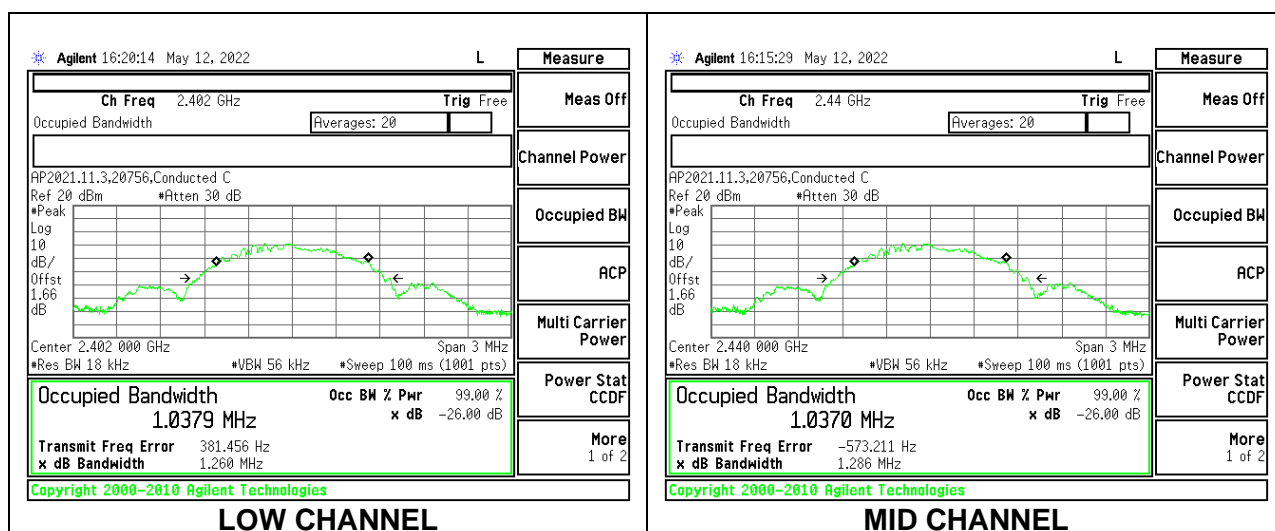 Agilent 16:20:14 May 12, 2022 L
Measure
Ch Freq 2.402 GHz Trig Free
Occupied Bandwidth Averages: 20
AP2021.11.3,20756,Conducted C
Ref 20 dBm #Atten 30 dB
#Peak
Log
10
dB/
Offst
1.66
dB
Center 2.402 000 GHz Span 3 MHz
#Res BW 18 kHz #VBW 56 kHz #Sweep 100 ms (1001 pts)
Occupied Bandwidth Occ BW % Pwr 99.00 %
1.0379 MHz x dB -26.00 dB
Transmit Freq Error 381.456 Hz
x dB Bandwidth 1.260 MHz
Copyright 2000-2010 Agilent Technologies
Meas Off
Channel Power
Occupied BW
ACP
Multi Carrier
Power
Power Stat
CCDF
More
1 of 2
LOW CHANNEL
Agilent 16:15:29 May 12, 2022 L
Measure
Ch Freq 2.44 GHz Trig Free
Occupied Bandwidth Averages: 20
AP2021.11.3,20756,Conducted C
Ref 20 dBm #Atten 30 dB
#Peak
Log
10
dB/
Offst
1.66
dB
Center 2.440 000 GHz Span 3 MHz
#Res BW 18 kHz #VBW 56 kHz #Sweep 100 ms (1001 pts)
Occupied Bandwidth Occ BW % Pwr 99.00 %
1.0370 MHz x dB -26.00 dB
Transmit Freq Error -573.211 Hz
x dB Bandwidth 1.286 MHz
Copyright 2000-2010 Agilent Technologies
Meas Off
Channel Power
Occupied BW
ACP
Multi Carrier
Power
Power Stat
CCDF
More
1 of 2
MID CHANNEL